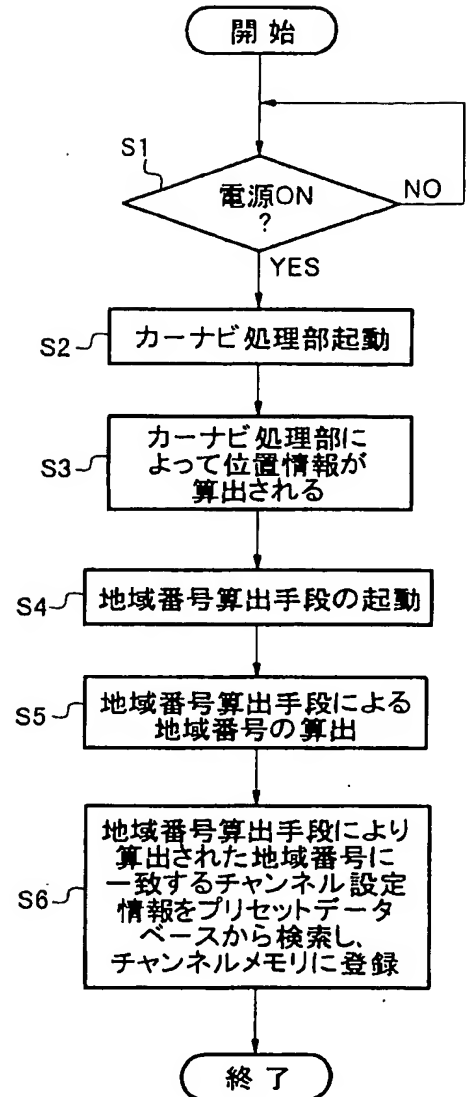 開始
S1
電源ON
?
NO
YES
S2
カーナビ処理部起動
S3
カーナビ処理部に
よって位置情報が
算出される
S4
地域番号算出手段の起動
S5
地域番号算出手段による
地域番号の算出
S6
地域番号算出手段により
算出された地域番号に
一致するチャンネル設定
情報をプリセットデータ
ベースから検索し、
チャンネルメモリに登録
終了